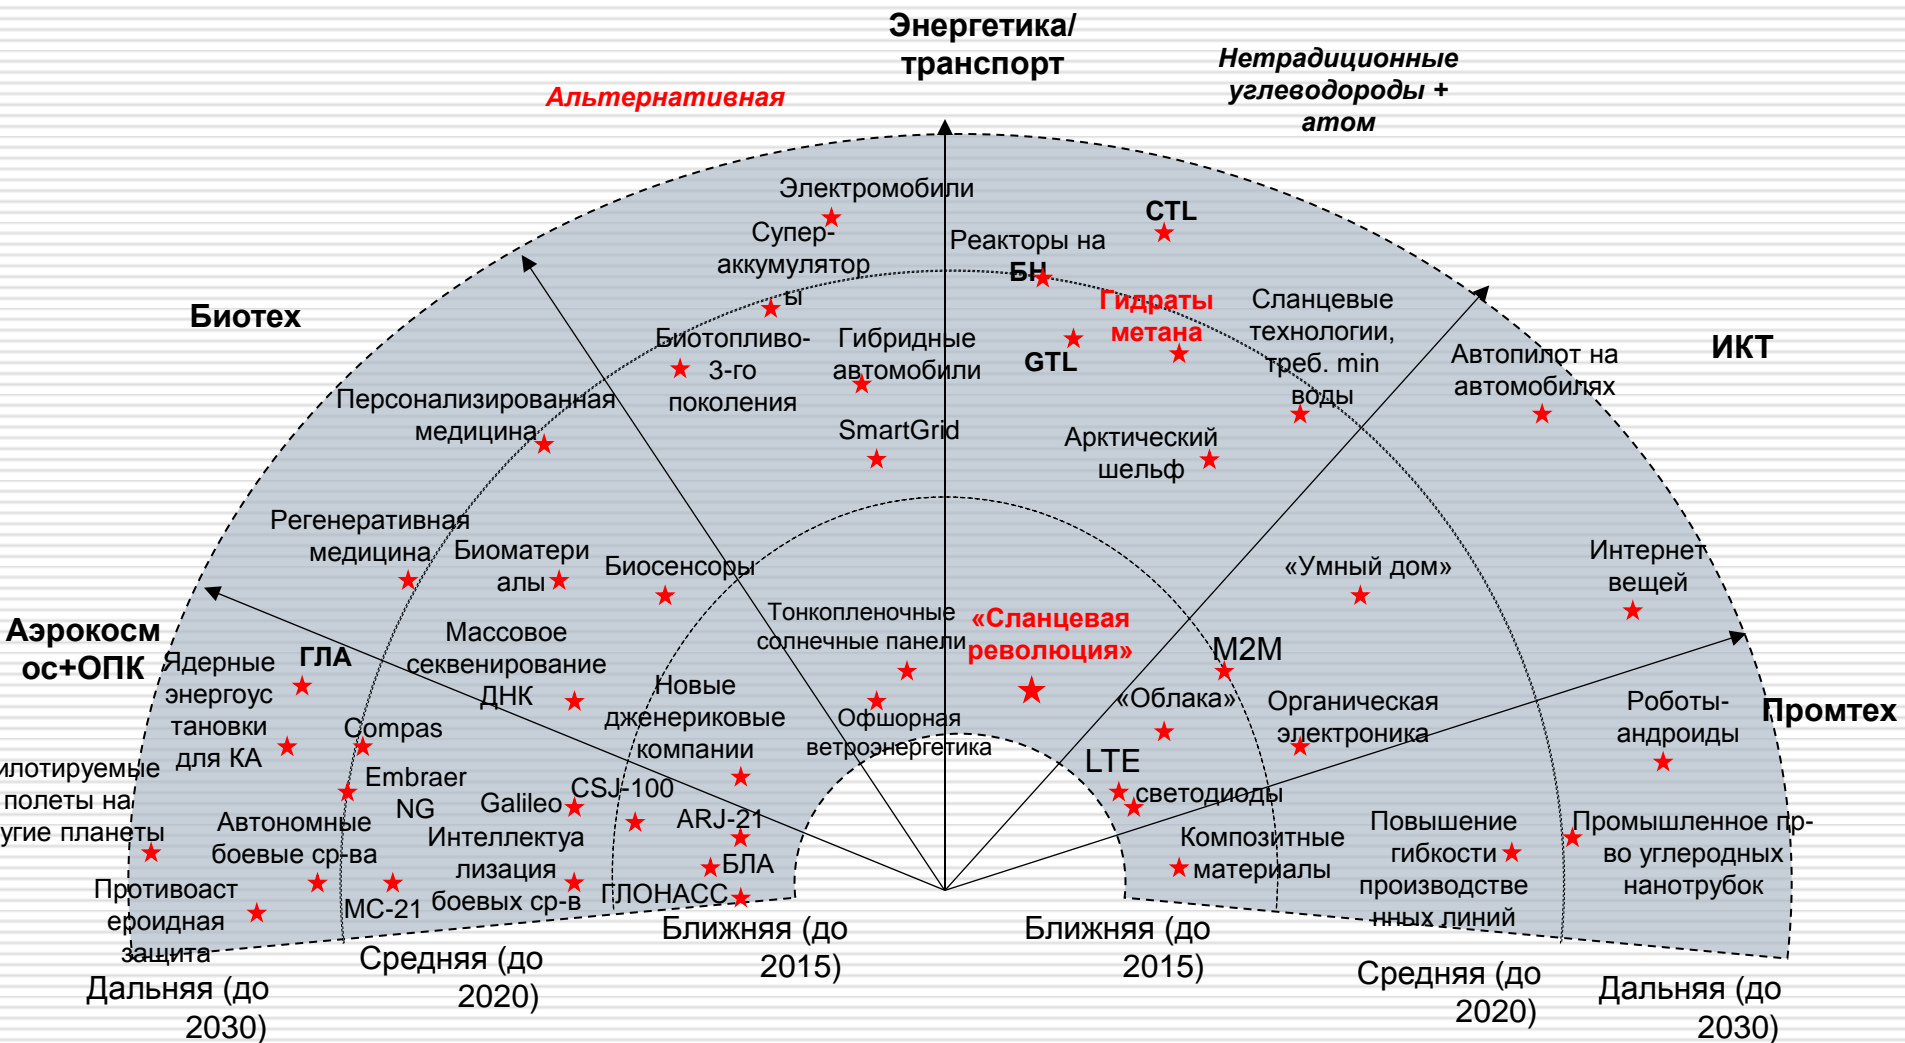 Энергетика/
транспорт
Альтернативная
Нетрадиционные
углеводороды +
атом
Электромобили
Супер-
аккумулятор
ы
Биотопливо-
3-го
поколения
Гибридные
автомобили
SmartGrid
Тонкопленочные
солнечные панели
Офшорная
ветроэнергетика
CTL
Реакторы на
БН
Гидраты
метана
GTL
Сланцевые
технологии,
треб. min
воды
Арктический
шельф
«Сланцевая
революция»
Биотех
Персонализированная
медицина
Регенеративная
медицина
Биоматери
алы
Биосенсоры
Массовое
секвенирование
ДНК
Новые
дженериковые
компании
ИКТ
Автопилот на
автомобилях
Интернет
вещей
«Умный дом»
M2M
«Облака»
Органическая
электроника
LTE
светодиоды
Аэрокосм
ос+ОПК
Ядерные
энергоус
тановки
для КА
ГЛА
Compas
Embraer
NG
Galileo
CSJ-100
ARJ-21
БЛА
ГЛОНАСС
илотируемые
полеты на
угие планеты
Автономные
боевые ср-ва
Интеллектуа
лизация
боевых ср-в
Противоаст
ероидная
защита
МС-21
Промтех
Роботы-
андроиды
Композитные
материалы
Повышение
гибкости
производстве
нных линий
Промышленное пр-
во углеродных
нанотрубок
Ближняя (до
2015)
Ближняя (до
2015)
Средняя (до
2020)
Средняя (до
2020)
Дальняя (до
2030)
Дальняя (до
2030)